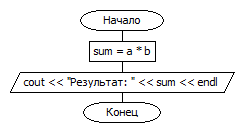 Начало
sum = a * b
cout << "Результат: " << sum << endl
Конец